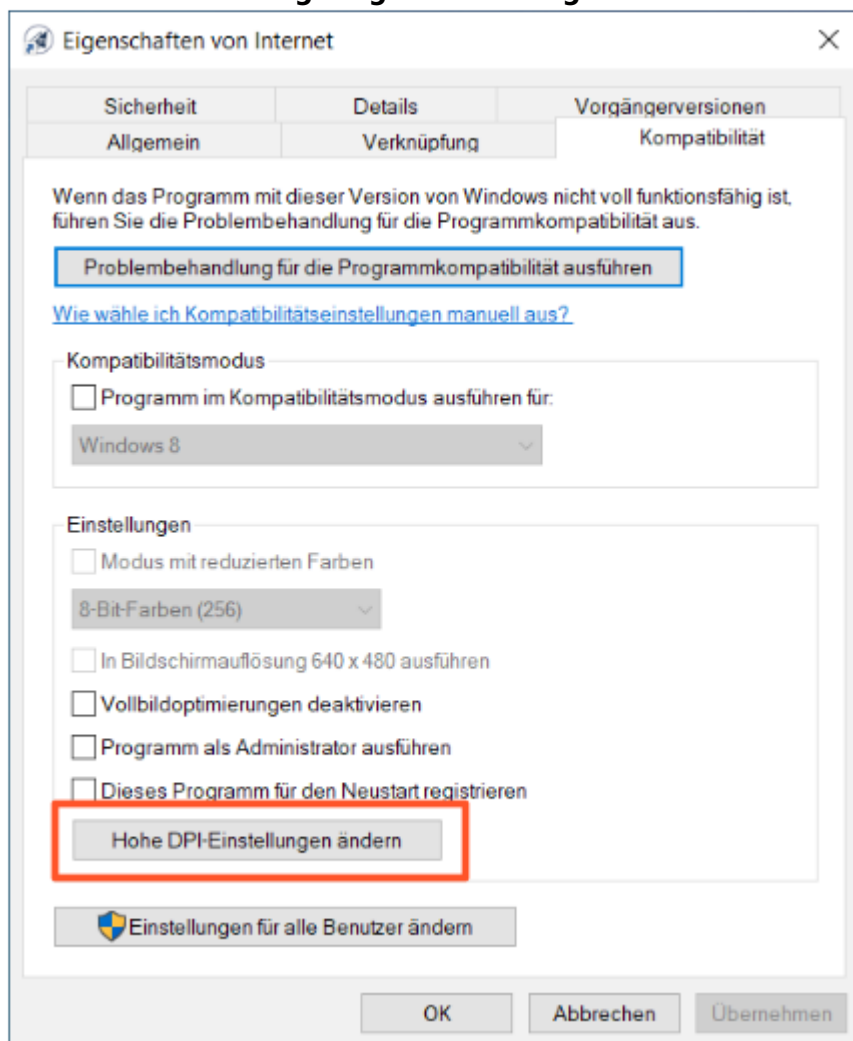 Eigenschaften von Internet
Sicherheit Details Vorgängerversionen
Allgemein Verknüpfung Kompatibilität
Wenn das Programm mit dieser Version von Windows nicht voll funktionsfähig ist,
führen Sie die Problembehandlung für die Programmkompatibilität aus.
Problembehandlung für die Programmkompatibilität ausführen
Wie wähle ich Kompatibilitätseinstellungen manuell aus?
Kompatibilitätsmodus
Programm im Kompatibilitätsmodus ausführen für:
Windows 8
Einstellungen
Modus mit reduzierten Farben
8-Bit-Farben (256)
In Bildschirmauflösung 640 x 480 ausführen
Vollbildoptimierungen deaktivieren
Programm als Administrator ausführen
Dieses Programm für den Neustart registrieren
Hohe DPI-Einstellungen ändern
Einstellungen für alle Benutzer ändern
OK Abbrechen Übernehmen